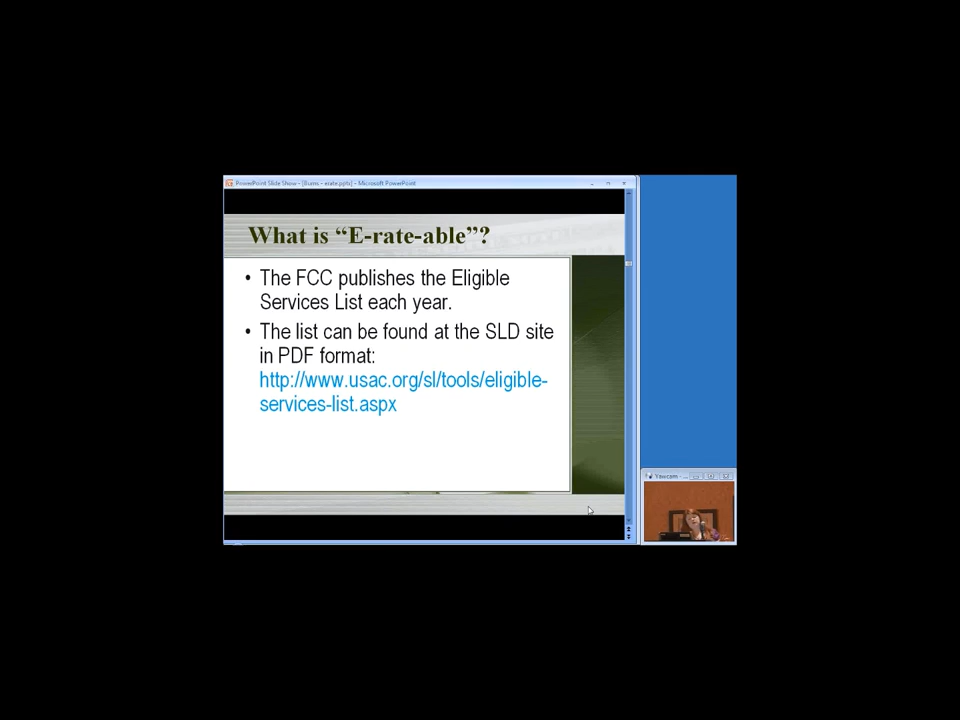 PowerPoint Slide Show - [Burns - erate.pptx] - Microsoft PowerPoint
What is “E-rate-able”?
• The FCC publishes the Eligible
Services List each year.
• The list can be found at the SLD site
in PDF format:
http://www.usac.org/sl/tools/eligible-
services-list.aspx
Yawcam - ...